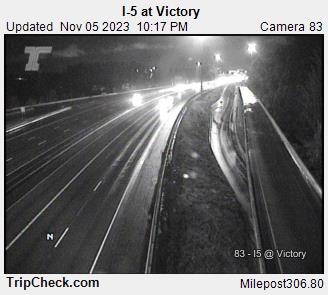 I-5 at Victory
Updated Nov 05 2023 10:17 PM Camera 83
T
N
83 - I5 @ Victory
TripCheck.com Milepost306.80